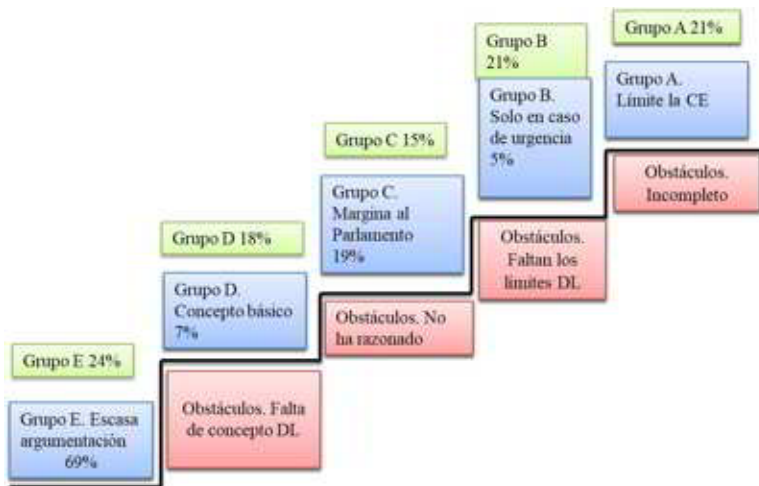 Grupo A 21%
Grupo B
21%
Grupo A.
Límite la CE
Grupo B.
Solo en caso
de urgencia
5%
Grupo C 15%
Obstáculos.
Incompleto
Grupo C.
Margina al
Parlamento
19%
Grupo D 18%
Obstáculos.
Faltan los
límites DL
Grupo D.
Concepto básico
7%
Obstáculos. No
ha razonado
Grupo E 24%
Obstáculos. Falta
de concepto DL
Grupo E. Escasa
argumentación
69%